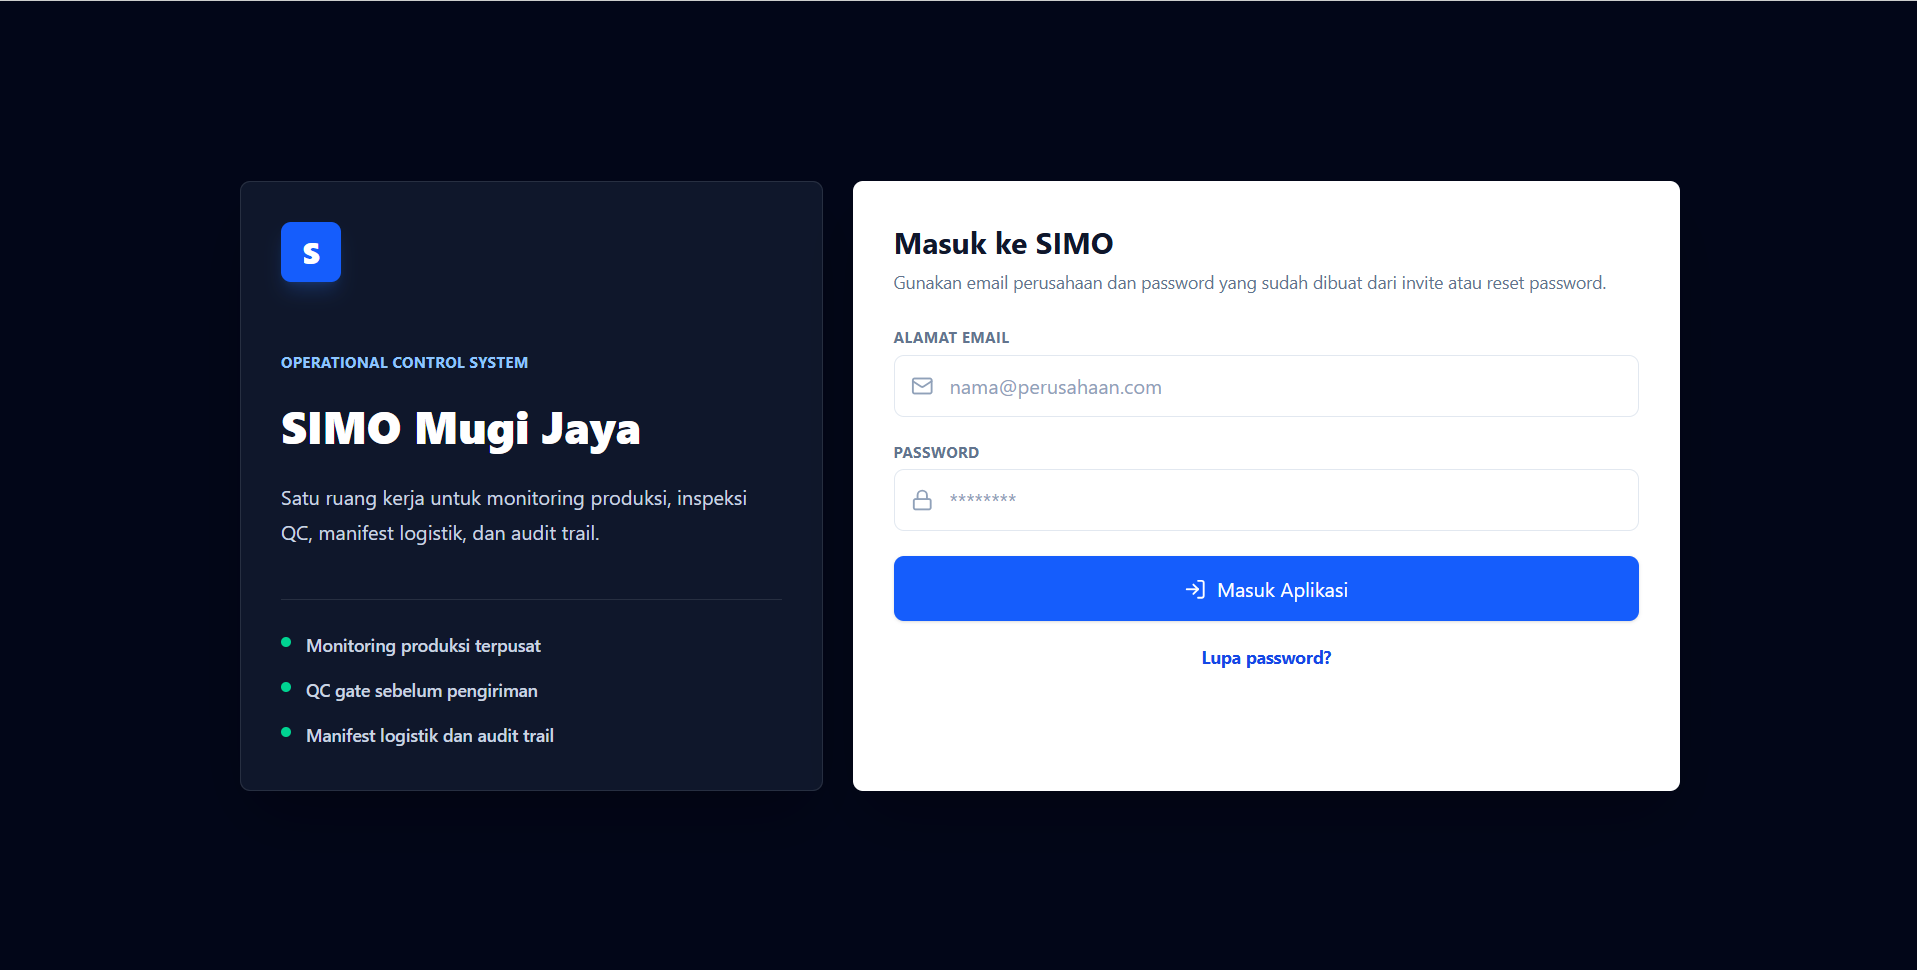 S
OPERATIONAL CONTROL SYSTEM
SIMO Mugi Jaya
Satu ruang kerja untuk monitoring produksi, inspeksi
QC, manifest logistik, dan audit trail.
Monitoring produksi terpusat
QC gate sebelum pengiriman
Manifest logistik dan audit trail
Masuk ke SIMO
Gunakan email perusahaan dan password yang sudah dibuat dari invite atau reset password.
ALAMAT EMAIL
nama@perusahaan.com
PASSWORD
********
Masuk Aplikasi
Lupa password?